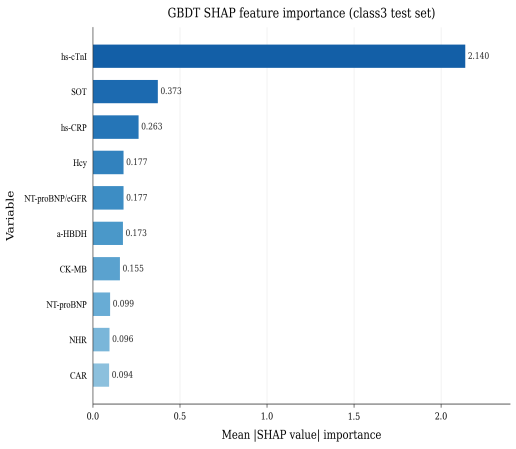 GBDT SHAP feature importance (class3 test set)
hs-cTnI 2.140
SOT 0.373
hs-CRP 0.263
Hcy 0.177
NT-proBNP/eGFR 0.177
a-HBDH 0.173
CK-MB 0.155
NT-proBNP 0.099
NHR 0.096
CAR 0.094
Variable
0.0 0.5 1.0 1.5 2.0
Mean |SHAP value| importance